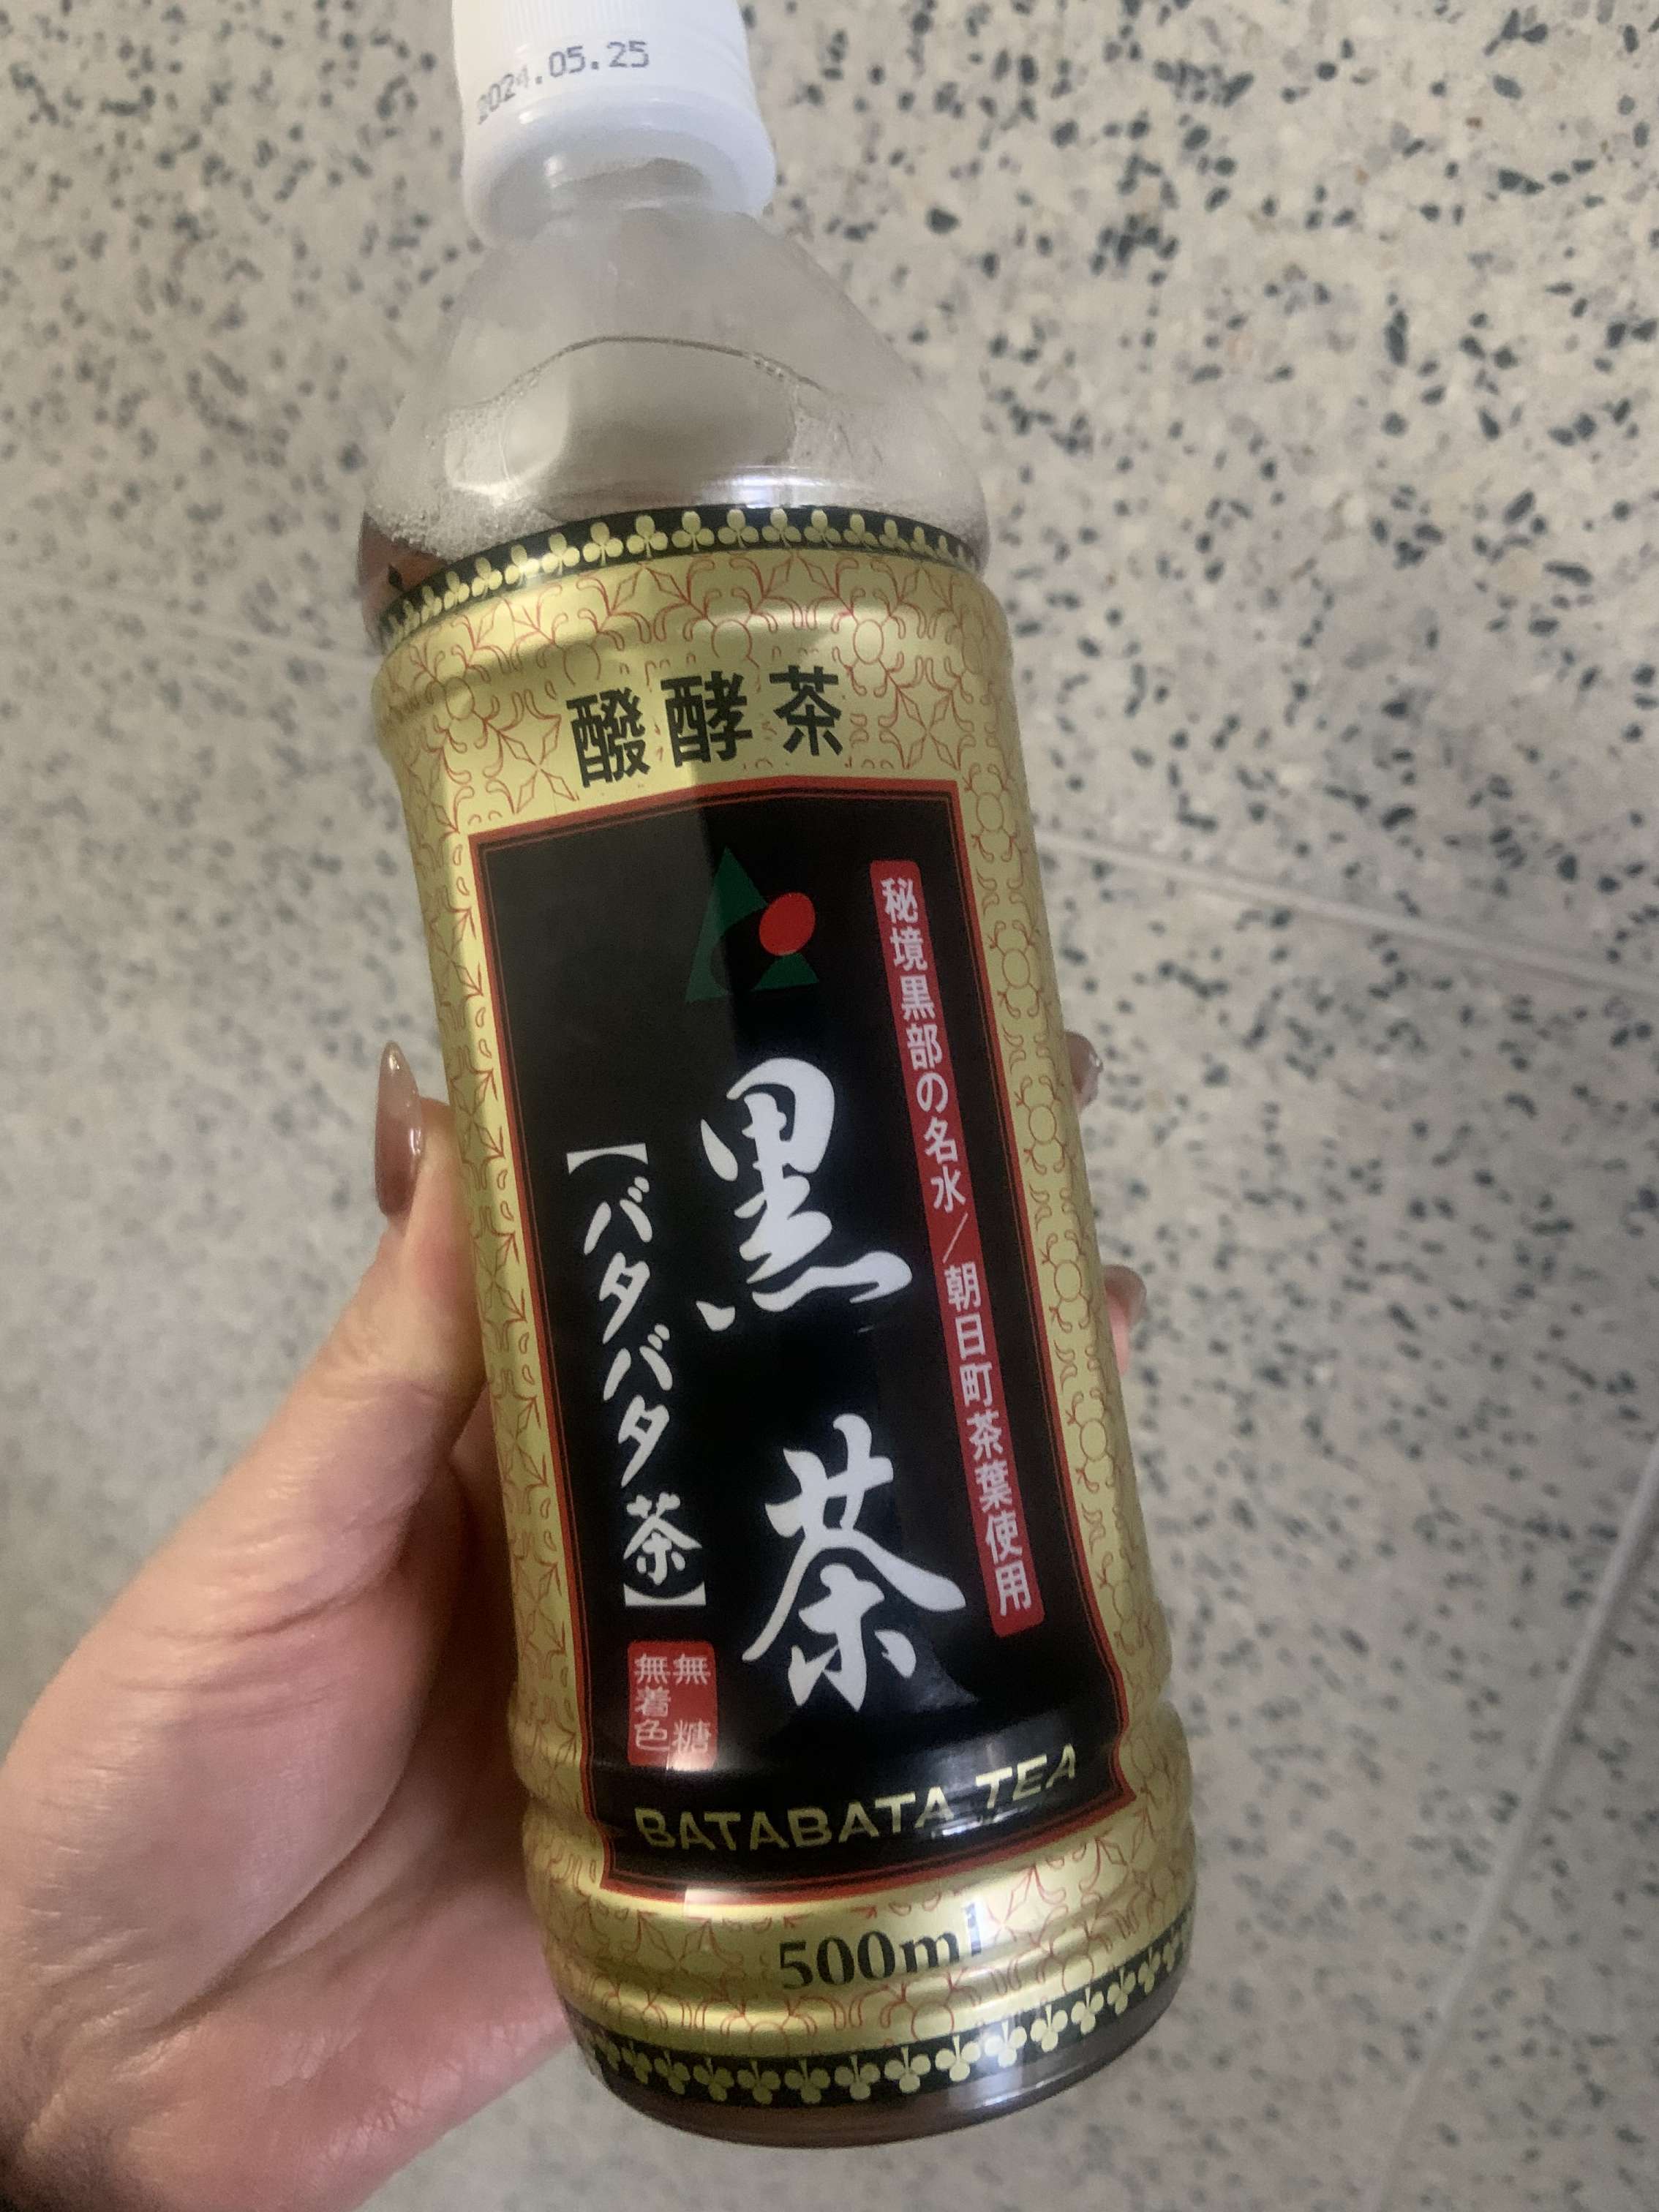 2024.05.25
醱酵茶
秘境黒部の名水/朝日町茶葉使用
黒茶
【バタバタ茶】
無糖
無着色
BATABATA TEA
500ml